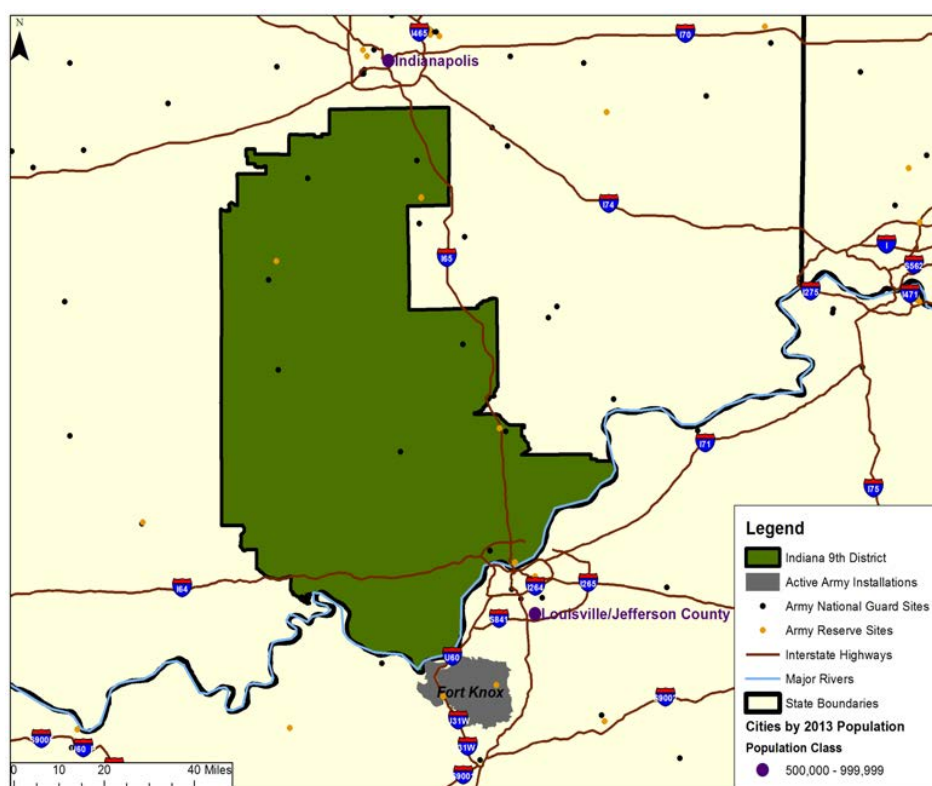 N
I465
I70
Indianapolis
I74
I65
I
S562
I275
I471
I71
I75
I64
I264
I265
S841
Louisville/Jefferson County
U60
Fort Knox
U31W
31W
S900
U60
S9001
S900
0 10 20 40 Miles
Legend
Indiana 9th District
Active Army Installations
Army National Guard Sites
Army Reserve Sites
Interstate Highways
Major Rivers
State Boundaries
Cities by 2013 Population
Population Class
500,000 - 999,999